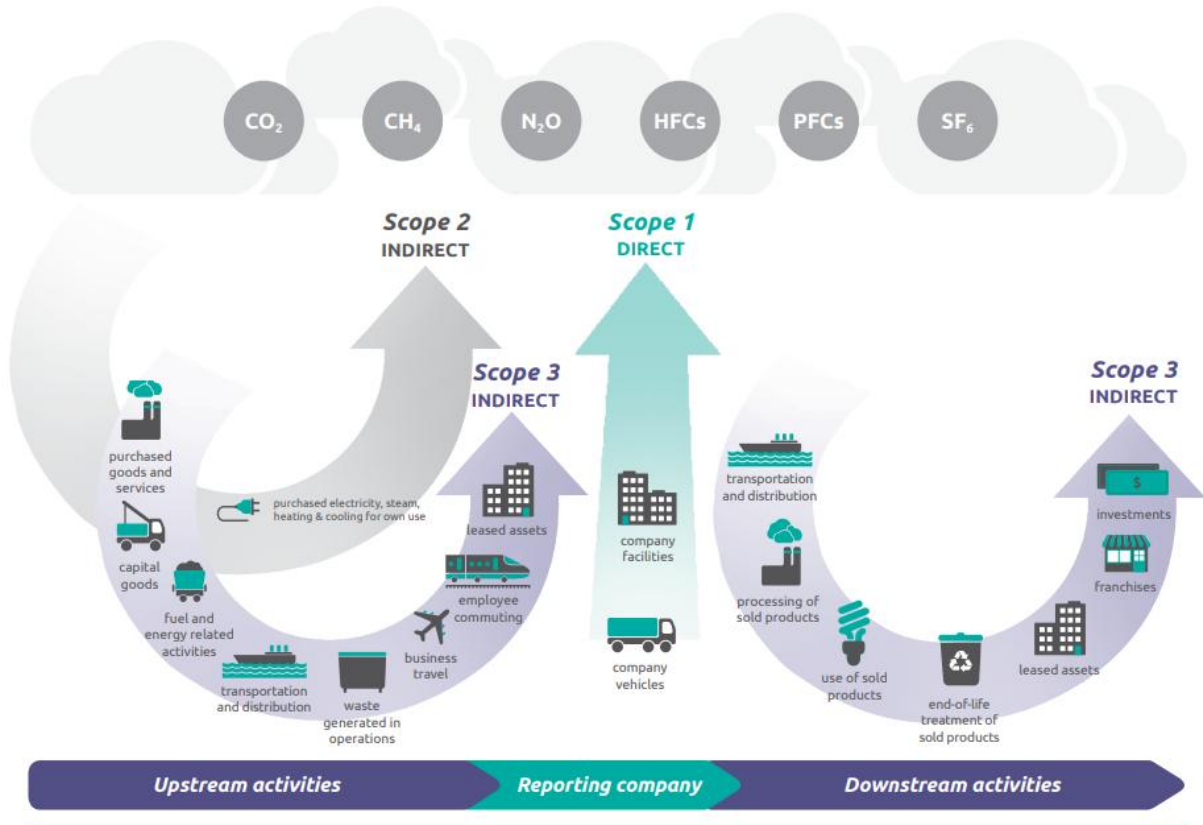 CO₂
CH₄
N₂O
HFCs
PFCs
SF₆
Scope 2
INDIRECT
Scope 1
DIRECT
Scope 3
INDIRECT
Scope 3
INDIRECT
purchased
goods and
services
capital
goods
fuel and
energy related
activities
transportation
and distribution
waste
generated in
operations
business
travel
employee
commuting
leased assets
purchased electricity, steam,
heating & cooling for own use
company
facilities
company
vehicles
transportation
and distribution
processing of
sold products
use of sold
products
end-of-life
treatment of
sold products
leased assets
franchises
investments
$
Upstream activities
Reporting company
Downstream activities